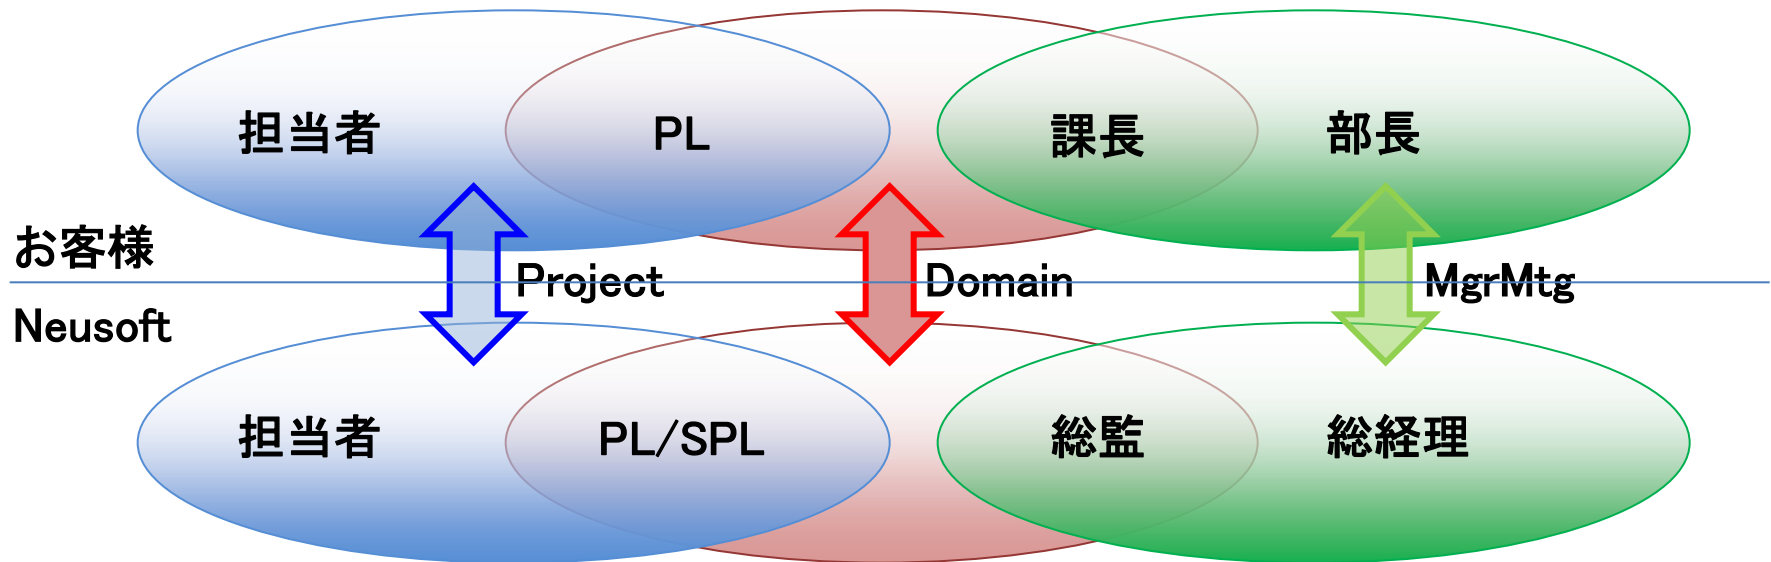 担当者 PL 課長 部長
お客様
Project Domain MgrMtg
Neusoft
担当者 PL/SPL 総監 総経理